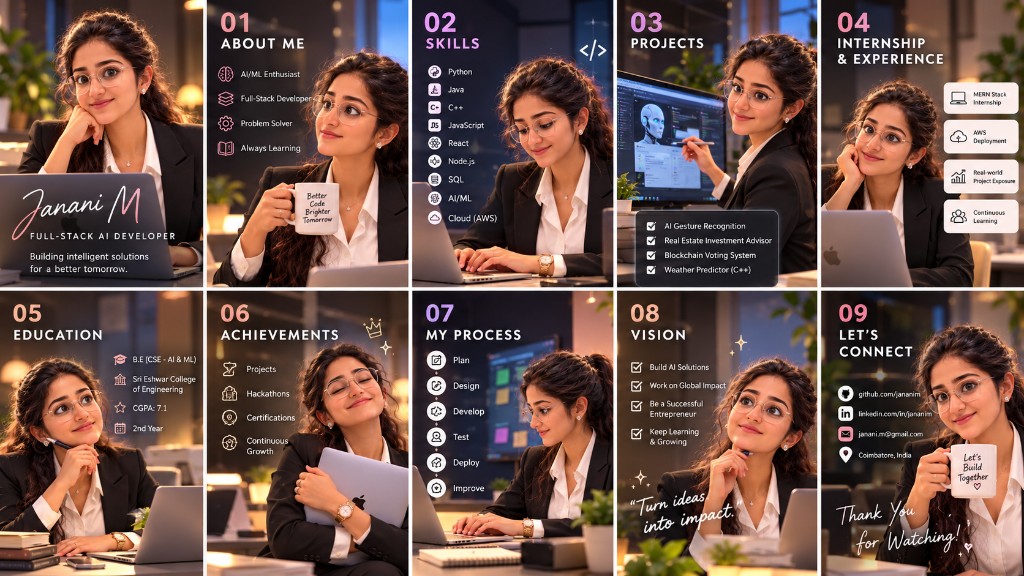 Janani M
FULL-STACK AI DEVELOPER
Building intelligent solutions
for a better tomorrow.
01
ABOUT ME
AI/ML Enthusiast
Full-Stack Developer
Problem Solver
Always Learning
Better
Code
Brighter
Tomorrow
02
SKILLS
</>
Python
Java
C++
JS JavaScript
React
Node.js
SQL
AI/ML
Cloud (AWS)
03
PROJECTS
AI Gesture Recognition
Real Estate Investment Advisor
Blockchain Voting System
Weather Predictor (C++)
04
INTERNSHIP
& EXPERIENCE
MERN Stack
Internship
AWS
Deployment
Real-world
Project Exposure
Continuous
Learning
05
EDUCATION
B.E (CSE - AI & ML)
Sri Eshwar College
of Engineering
CGPA: 7.1
2nd Year
06
ACHIEVEMENTS
Projects
Hackathons
Certifications
Continuous
Growth
07
MY PROCESS
Plan
Design
Develop
Test
Deploy
Improve
08
VISION
Build AI Solutions
Work on Global Impact
Be a Successful
Entrepreneur
Keep Learning
& Growing
"Turn ideas
into impact."
09
LET'S
CONNECT
github.com/jananim
in linkedin.com/in/jananim
janani.m@gmail.com
Coimbatore, India
Let's
Build
Together
Thank You
for Watching!